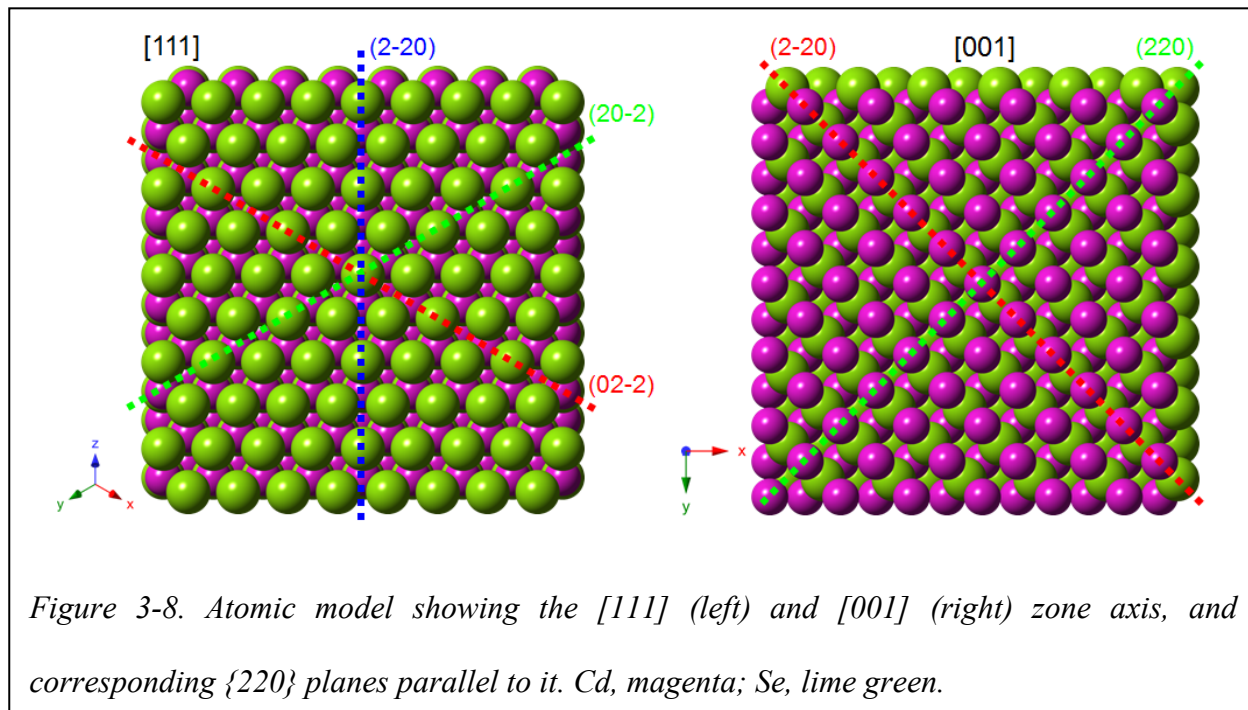 [111]
(2-20)
(20-2)
(02-2)
z
y
x
(2-20)
[001]
(220)
x
y
Figure 3-8. Atomic model showing the [111] (left) and [001] (right) zone axis, and
corresponding {220} planes parallel to it. Cd, magenta; Se, lime green.